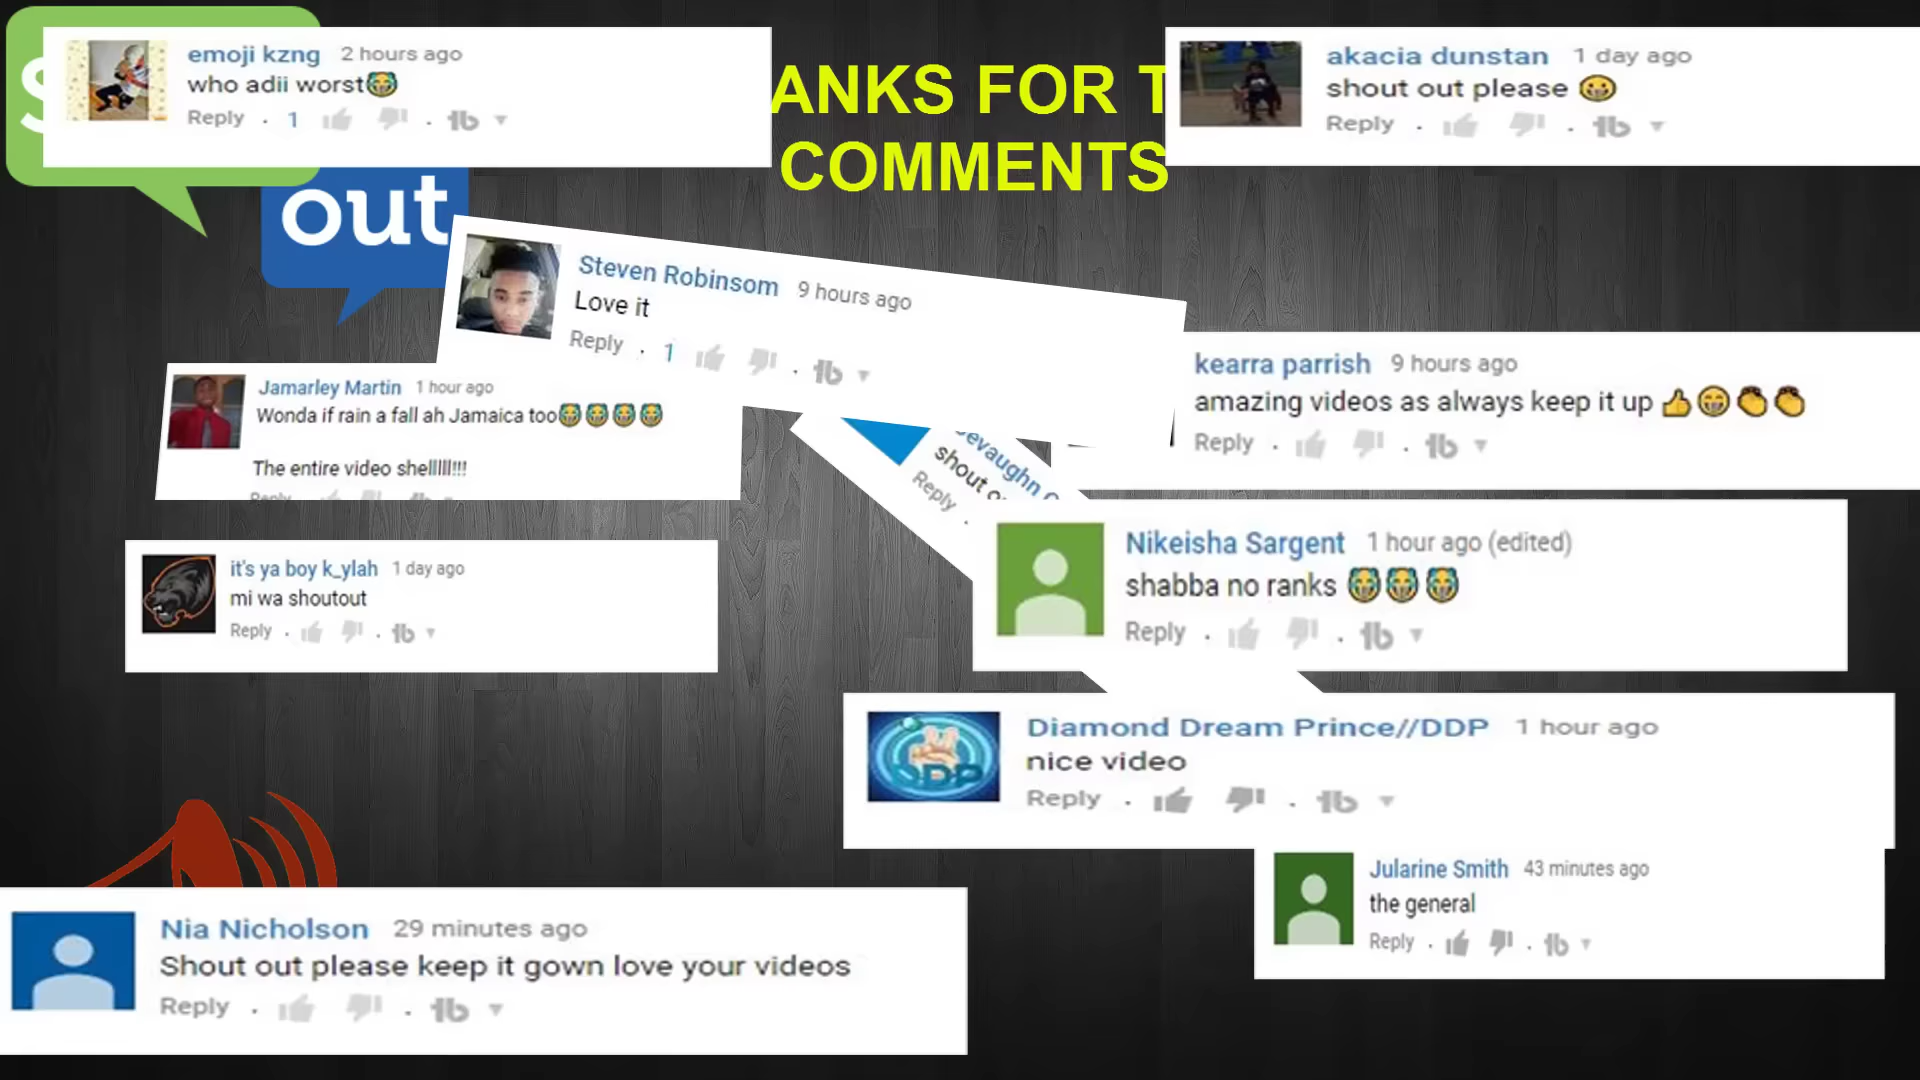 emoji kzng 2 hours ago
who adii worst😹
Reply · 1
ANKS FOR T
COMMENTS
akacia dunstan 1 day ago
shout out please 😀
Reply ·
out
Steven Robinsom 9 hours ago
Love it
Reply · 1
Jamarley Martin 1 hour ago
Wonda if rain a fall ah Jamaica too😹😹😹😹
The entire video shelllll!!!
Reply
kearra parrish 9 hours ago
amazing videos as always keep it up 👍😁👏👏
Reply ·
evaughn
shout
Reply ·
it's ya boy k_ylah 1 day ago
mi wa shoutout
Reply ·
Nikeisha Sargent 1 hour ago (edited)
shabba no ranks 😹😹😹
Reply ·
DDP
Diamond Dream Prince//DDP 1 hour ago
nice video
Reply ·
Jularine Smith 43 minutes ago
the general
Reply ·
Nia Nicholson 29 minutes ago
Shout out please keep it gown love your videos
Reply ·